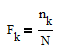 F_k = n_k / N